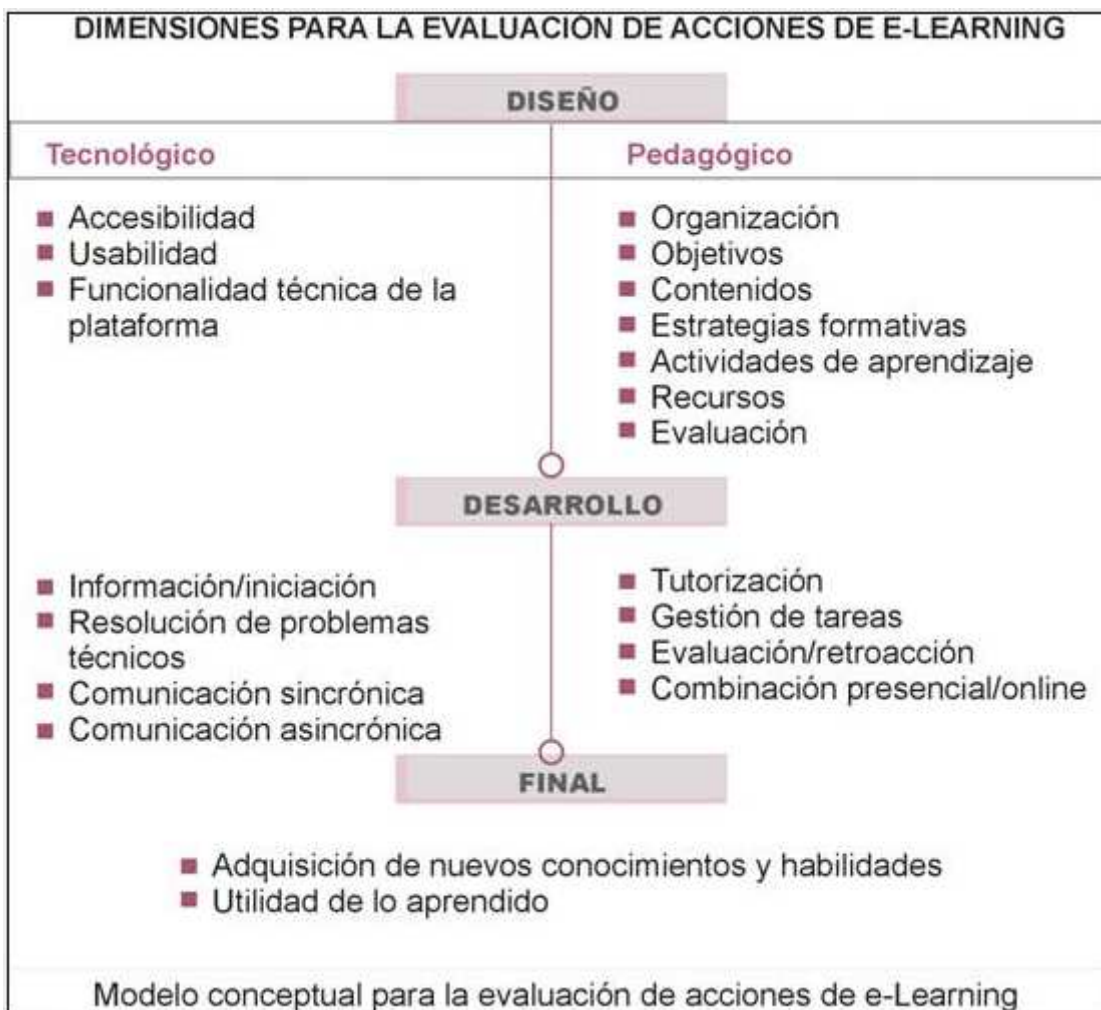 DIMENSIONES PARA LA EVALUACIÓN DE ACCIONES DE E-LEARNING
DISEÑO
Tecnológico
Pedagógico
Accesibilidad
Usabilidad
Funcionalidad técnica de la
plataforma
Organización
Objetivos
Contenidos
Estrategias formativas
Actividades de aprendizaje
Recursos
Evaluación
DESARROLLO
Información/iniciación
Resolución de problemas
técnicos
Comunicación sincrónica
Comunicación asincrónica
Tutorización
Gestión de tareas
Evaluación/retroacción
Combinación presencial/online
FINAL
Adquisición de nuevos conocimientos y habilidades
Utilidad de lo aprendido
Modelo conceptual para la evaluación de acciones de e-Learning